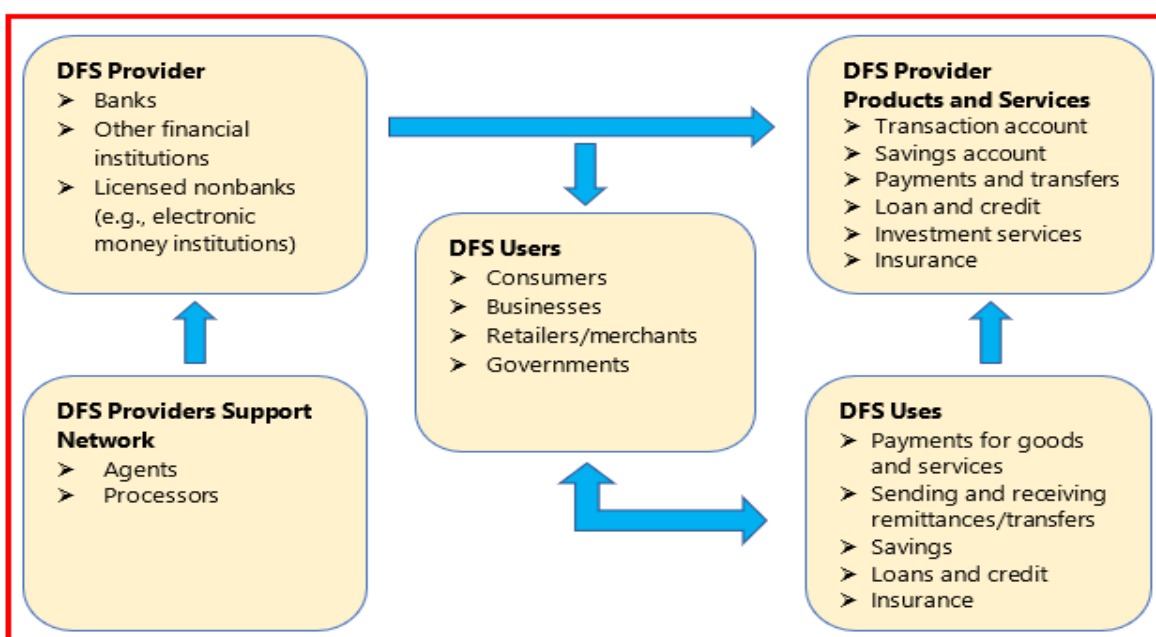 DFS Provider
➤ Banks
➤ Other financial
institutions
➤ Licensed nonbanks
(e.g., electronic
money institutions)
DFS Provider
Products and Services
➤ Transaction account
➤ Savings account
➤ Payments and transfers
➤ Loan and credit
➤ Investment services
➤ Insurance
DFS Users
➤ Consumers
➤ Businesses
➤ Retailers/merchants
➤ Governments
DFS Providers Support
Network
➤ Agents
➤ Processors
DFS Uses
➤ Payments for goods
and services
➤ Sending and receiving
remittances/transfers
➤ Savings
➤ Loans and credit
➤ Insurance